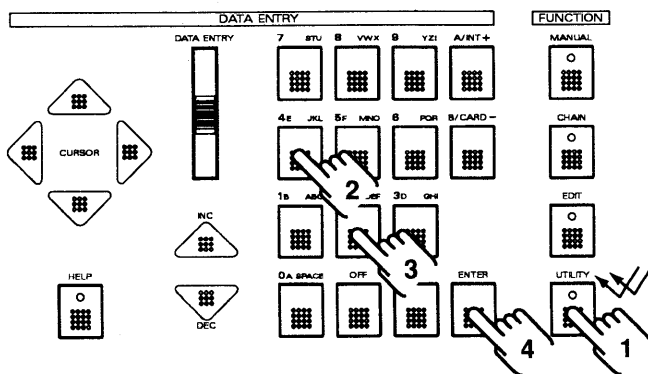 DATA ENTRY
FUNCTION
DATA ENTRY
7 STU
8 VWX
9 YZ!
A/INT+
MANUAL
CURSOR
4E JKL
5F MNO
6 PQR
B/CARD-
CHAIN
2
INC
1B ABC
DEF
3D GHI
EDIT
3
HELP
DEC
0A SPACE
OFF
ENTER
UTILITY
4
1